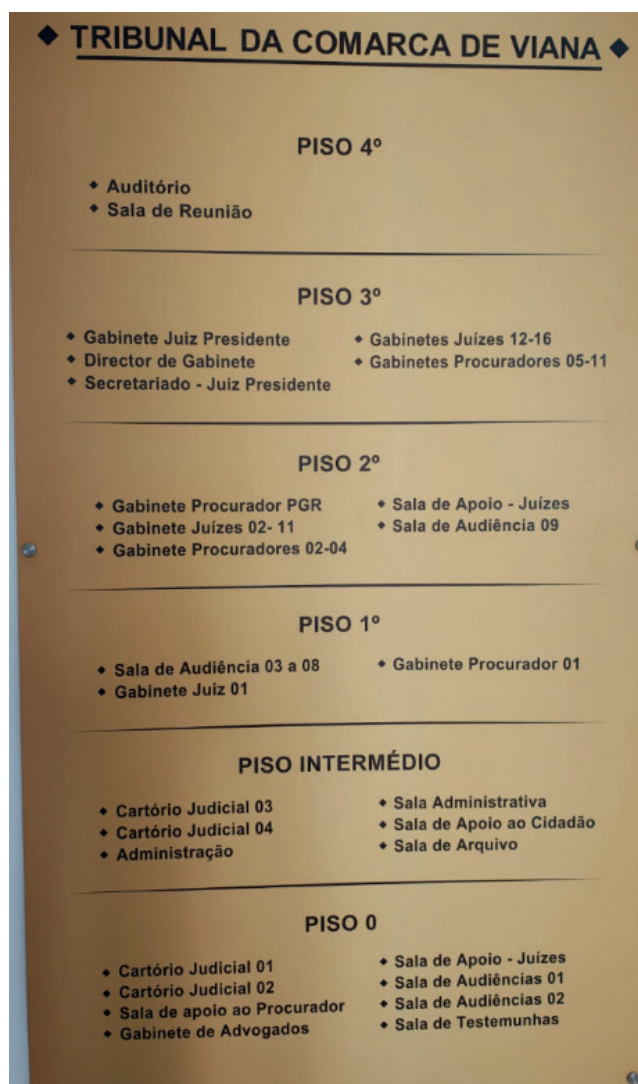 ◆ TRIBUNAL DA COMARCA DE VIANA ◆
PISO 4º
◆ Auditório
◆ Sala de Reunião
PISO 3º
◆ Gabinete Juiz Presidente
◆ Director de Gabinete
◆ Secretariado - Juiz Presidente
◆ Gabinetes Juízes 12-16
◆ Gabinetes Procuradores 05-11
PISO 2º
◆ Gabinete Procurador PGR
◆ Gabinete Juízes 02- 11
◆ Gabinete Procuradores 02-04
◆ Sala de Apoio - Juízes
◆ Sala de Audiência 09
PISO 1º
◆ Sala de Audiência 03 a 08
◆ Gabinete Juiz 01
◆ Gabinete Procurador 01
PISO INTERMÉDIO
◆ Cartório Judicial 03
◆ Cartório Judicial 04
◆ Administração
◆ Sala Administrativa
◆ Sala de Apoio ao Cidadão
◆ Sala de Arquivo
PISO 0
◆ Cartório Judicial 01
◆ Cartório Judicial 02
◆ Sala de apoio ao Procurador
◆ Gabinete de Advogados
◆ Sala de Apoio - Juízes
◆ Sala de Audiências 01
◆ Sala de Audiências 02
◆ Sala de Testemunhas